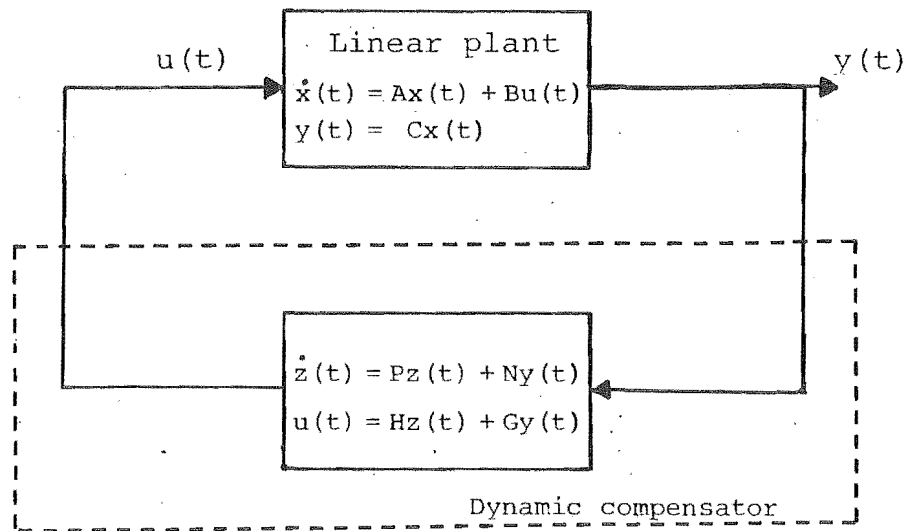 Linear plant
u(t)
y(t)
ẋ(t) = Ax(t) + Bu(t)
y(t) = Cx(t)
ż(t) = Pz(t) + Ny(t)
u(t) = Hz(t) + Gy(t)
Dynamic compensator